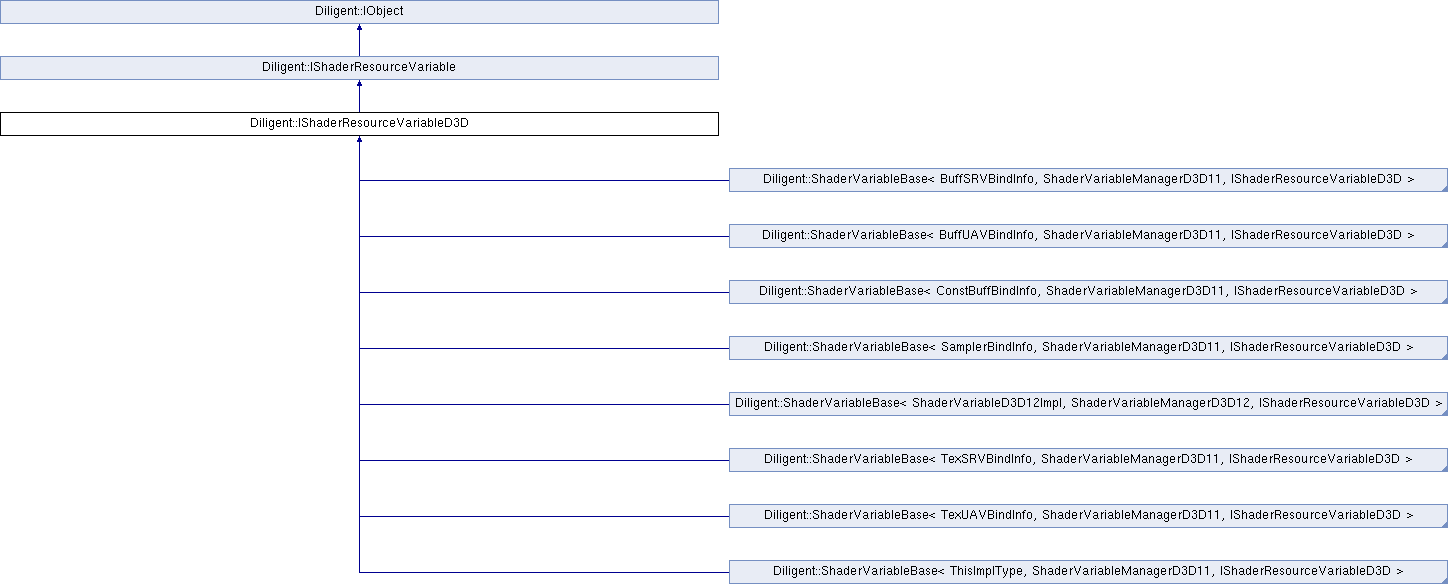 Diligent::IObject
Diligent::IShaderResourceVariable
Diligent::IShaderResourceVariableD3D
Diligent::ShaderVariableBase< BuffSRVBindInfo, ShaderVariableManagerD3D11, IShaderResourceVariableD3D >
Diligent::ShaderVariableBase< BuffUAVBindInfo, ShaderVariableManagerD3D11, IShaderResourceVariableD3D >
Diligent::ShaderVariableBase< ConstBuffBindInfo, ShaderVariableManagerD3D11, IShaderResourceVariableD3D >
Diligent::ShaderVariableBase< SamplerBindInfo, ShaderVariableManagerD3D11, IShaderResourceVariableD3D >
Diligent::ShaderVariableBase< ShaderVariableD3D12Impl, ShaderVariableManagerD3D12, IShaderResourceVariableD3D >
Diligent::ShaderVariableBase< TexSRVBindInfo, ShaderVariableManagerD3D11, IShaderResourceVariableD3D >
Diligent::ShaderVariableBase< TexUAVBindInfo, ShaderVariableManagerD3D11, IShaderResourceVariableD3D >
Diligent::ShaderVariableBase< ThisImplType, ShaderVariableManagerD3D11, IShaderResourceVariableD3D >